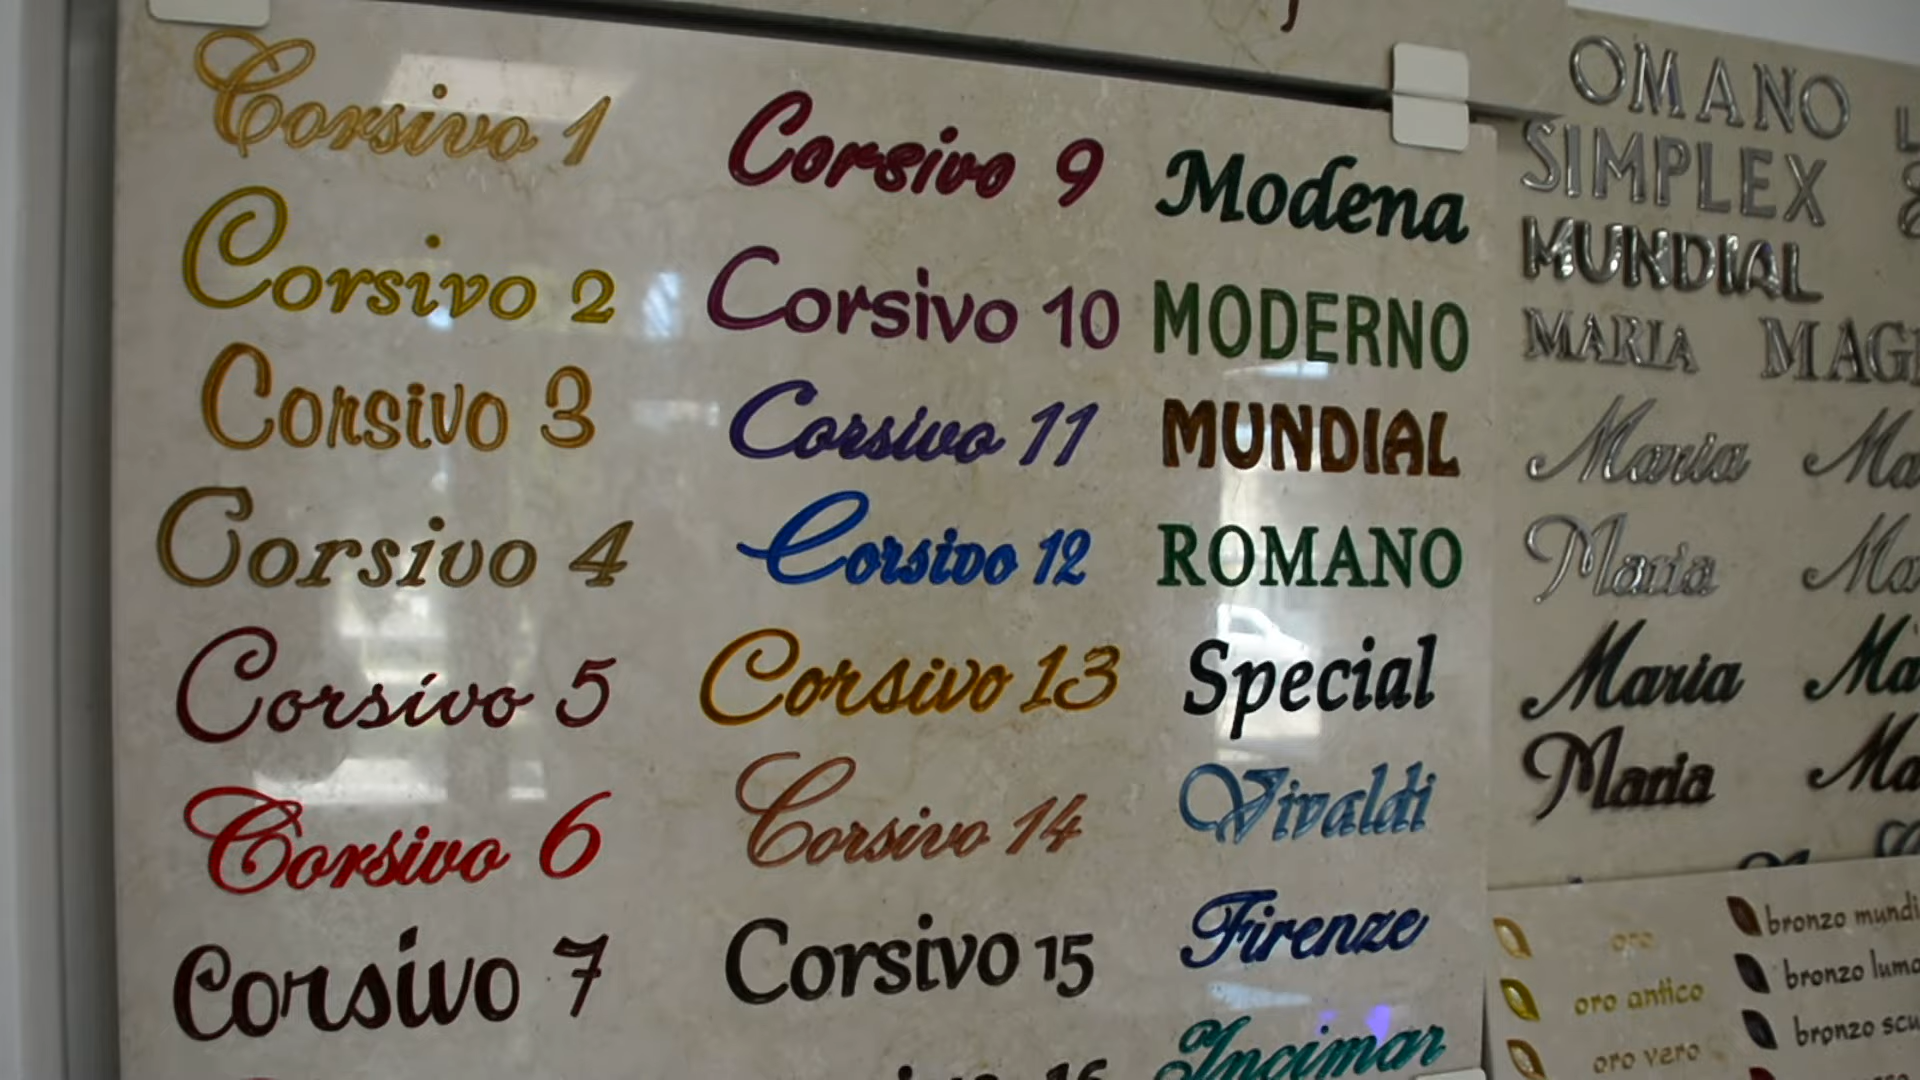 Corsivo 1
Corsivo 2
Corsivo 3
Corsivo 4
Corsivo 5
Corsivo 6
Corsivo 7
Corsivo 9
Corsivo 10
Corsivo 11
Corsivo 12
Corsivo 13
Corsivo 14
Corsivo 15
16
Modena
MODERNO
MUNDIAL
ROMANO
Special
Vivaldi
Firenze
Incimar
OMANO
SIMPLEX
MUNDIAL
MARIA
Maria
Maria
Maria
Maria
oro
oro antico
oro vero
bronzo
bronzo
bronzo